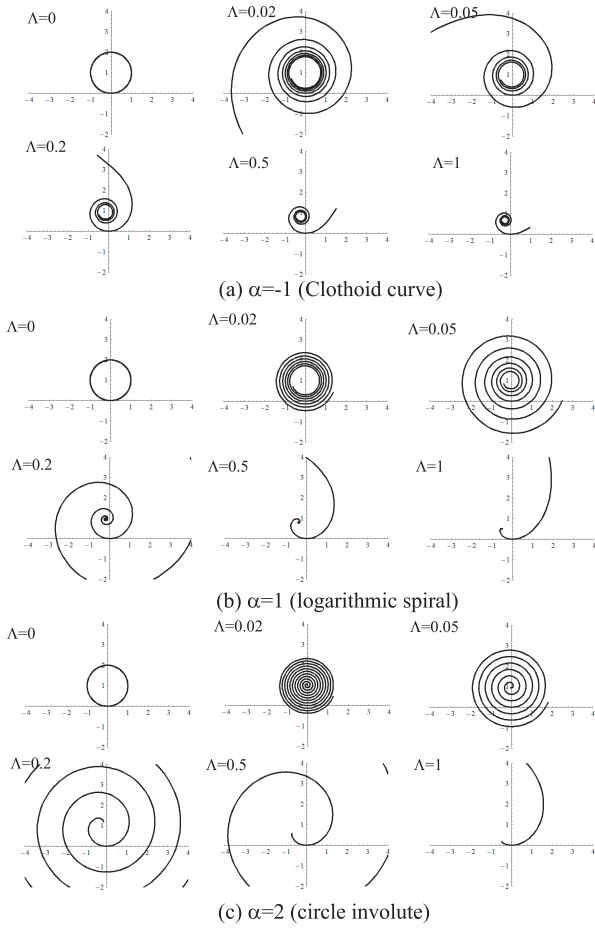 Λ=0
Λ=0.02
Λ=0.05
Λ=0.2
Λ=0.5
Λ=1
(a) α=-1 (Clothoid curve)
Λ=0
Λ=0.02
Λ=0.05
Λ=0.2
Λ=0.5
Λ=1
(b) α=1 (logarithmic spiral)
Λ=0
Λ=0.02
Λ=0.05
Λ=0.2
Λ=0.5
Λ=1
(c) α=2 (circle involute)